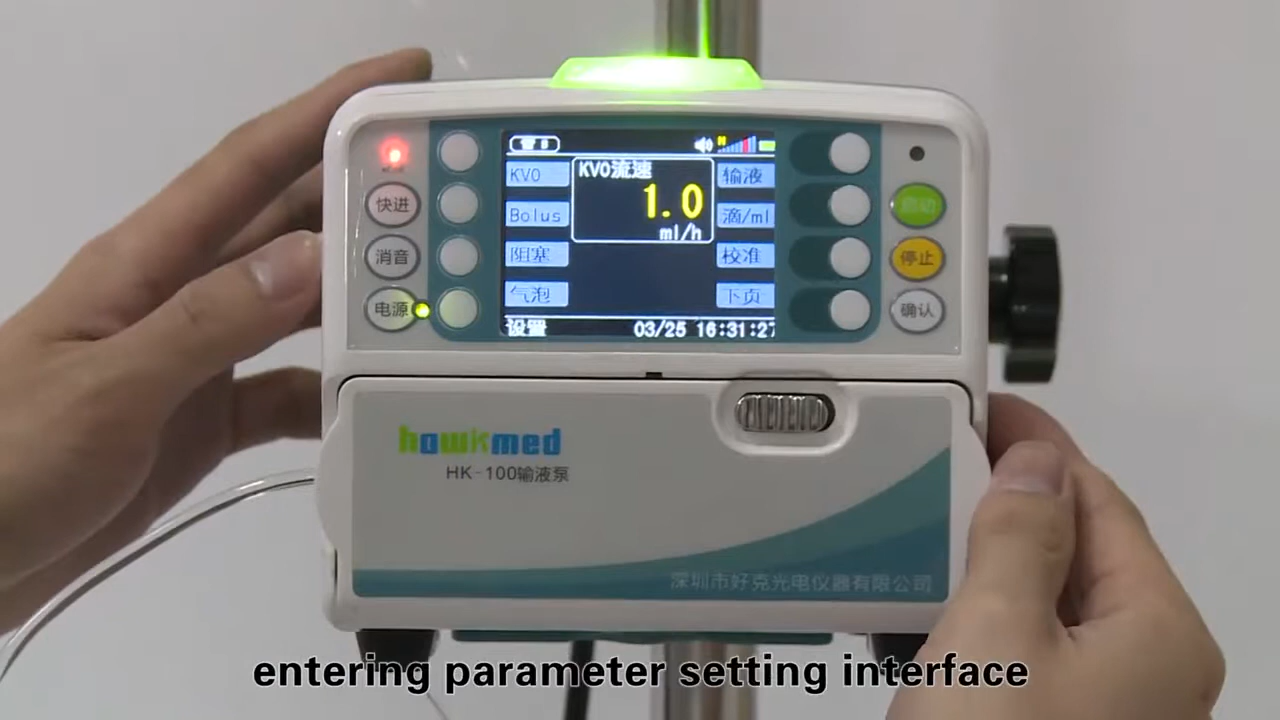 快进
消音
电源
KVO
Bolus
阻塞
气泡
KVO流速
1.0
ml/h
输液
滴/ml
校准
下页
设置 03/25 16:31:27
启动
停止
确认
hawkmed
HK-100输液泵
深圳市好克光电仪器有限公司
entering parameter setting interface